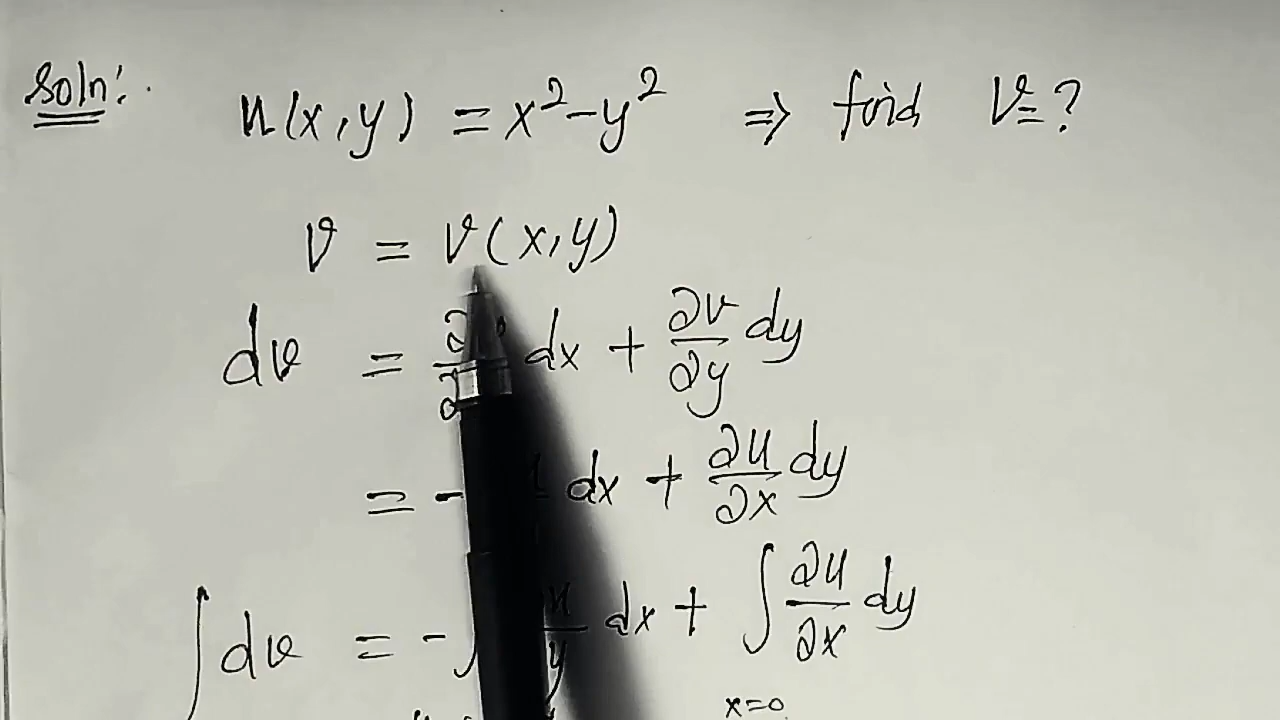 Soln:
u(x,y) = x²-y² ⇒ find v=?
v = v(x,y)
dv = ∂ dx + ∂v/∂y dy
= - dx + ∂u/∂x dy
∫dv = -∫ u/y dx + ∫ ∂u/∂x dy
x=0